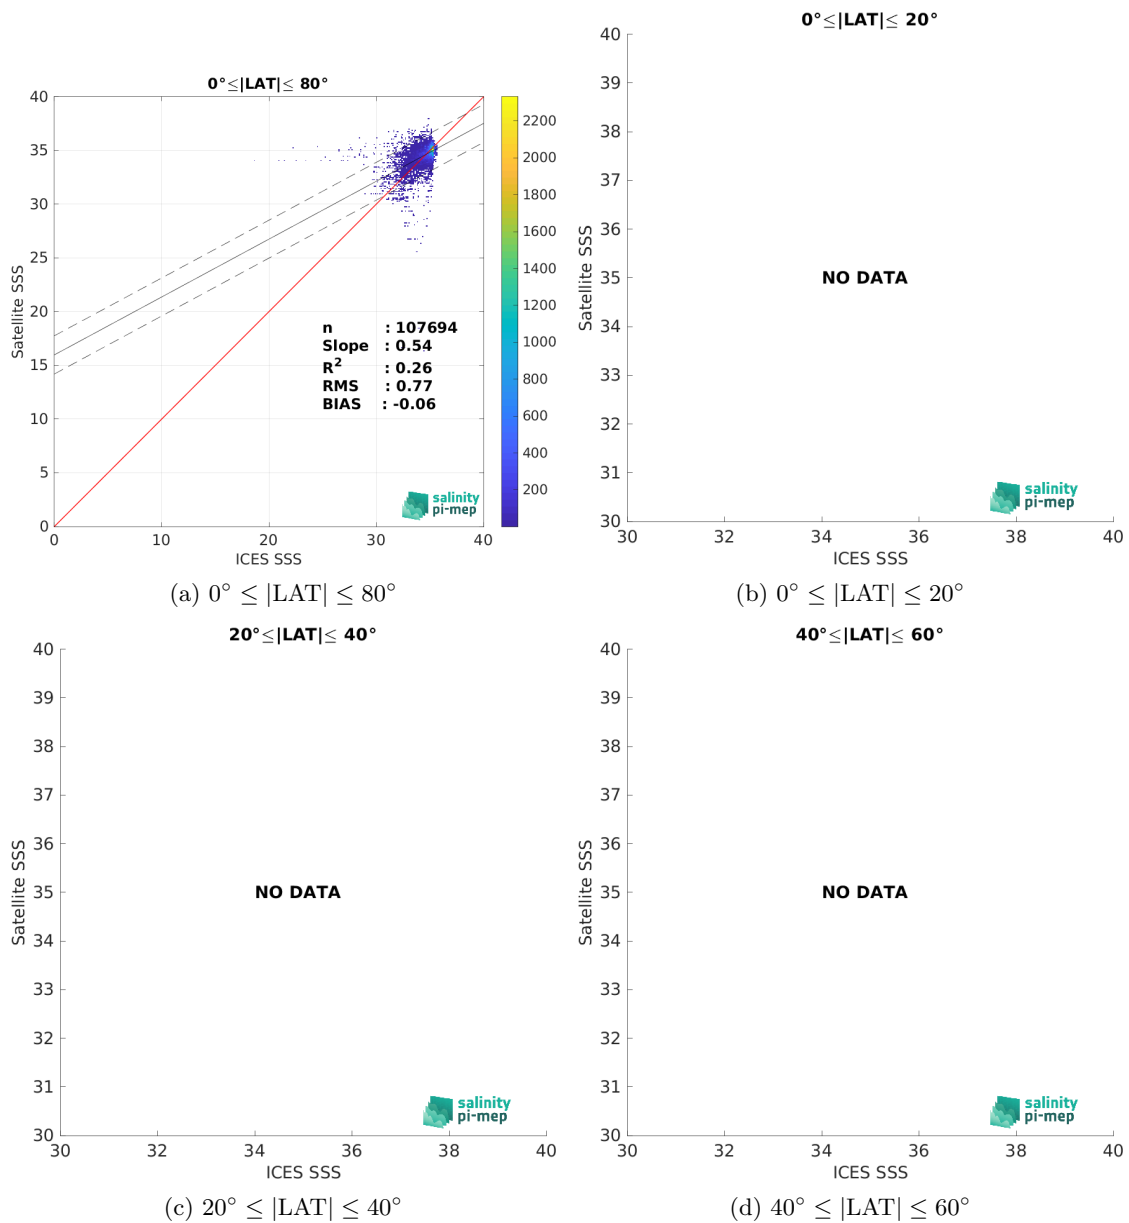 0°≤|LAT|≤ 80°
40
35
30
25
20
15
10
5
0
Satellite SSS
0
10
20
30
40
ICES SSS
n : 107694
Slope : 0.54
R² : 0.26
RMS : 0.77
BIAS : -0.06
salinity
pi-mep
2200
2000
1800
1600
1400
1200
1000
800
600
400
200
(a) 0° ≤ |LAT| ≤ 80°
0°≤|LAT|≤ 20°
40
39
38
37
36
35
34
33
32
31
30
Satellite SSS
NO DATA
salinity
pi-mep
30
32
34
36
38
40
ICES SSS
(b) 0° ≤ |LAT| ≤ 20°
20°≤|LAT|≤ 40°
40
39
38
37
36
35
34
33
32
31
30
Satellite SSS
NO DATA
salinity
pi-mep
30
32
34
36
38
40
ICES SSS
(c) 20° ≤ |LAT| ≤ 40°
40°≤|LAT|≤ 60°
40
39
38
37
36
35
34
33
32
31
30
Satellite SSS
NO DATA
salinity
pi-mep
30
32
34
36
38
40
ICES SSS
(d) 40° ≤ |LAT| ≤ 60°